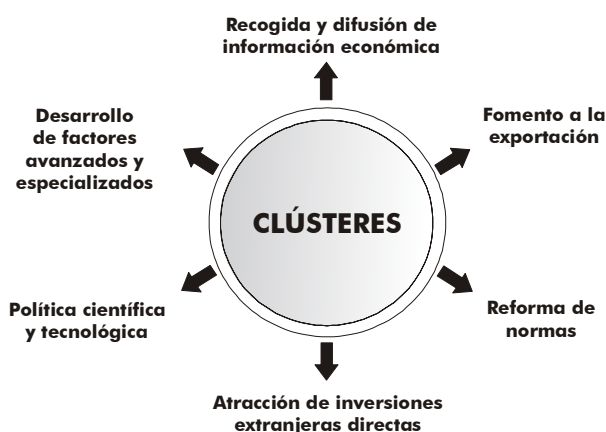 Recogida y difusión de
información económica
Desarrollo
de factores
avanzados y
especializados
Fomento a la
exportación
CLÚSTERES
Política científica
y tecnológica
Reforma de
normas
Atracción de inversiones
extranjeras directas